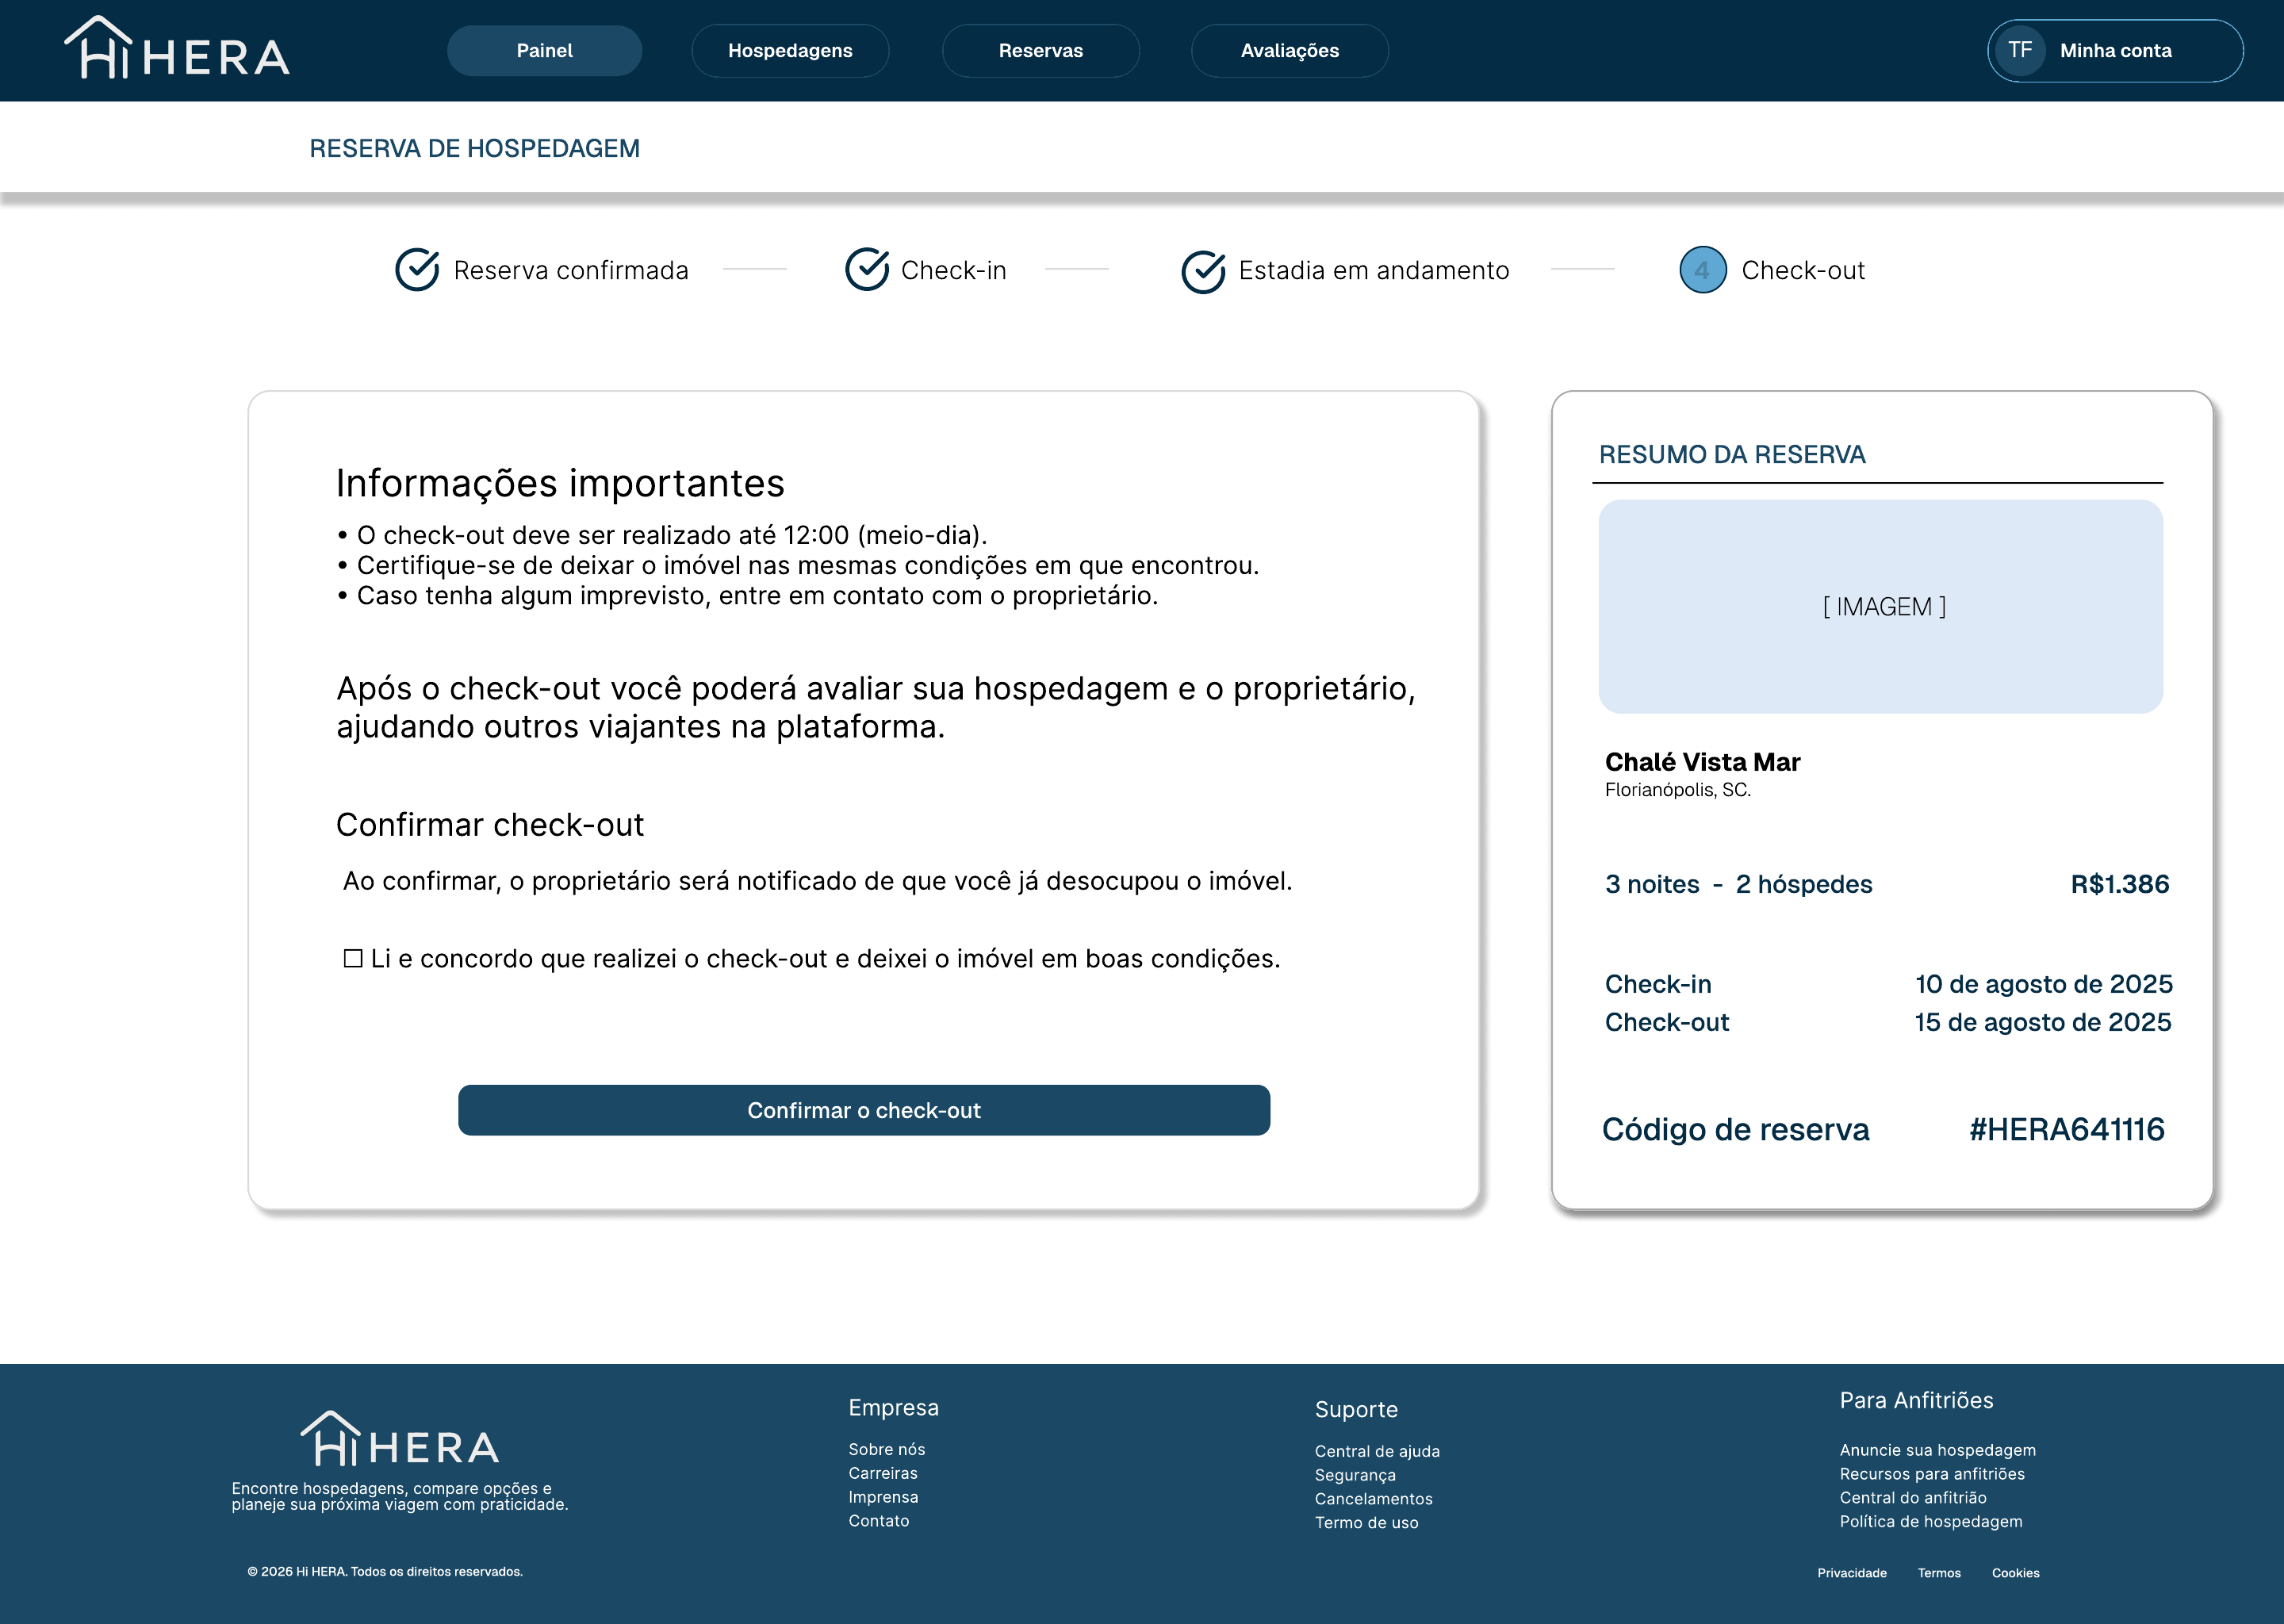 Hi HERA
Painel
Hospedagens
Reservas
Avaliações
TF
Minha conta
RESERVA DE HOSPEDAGEM
Reserva confirmada
Check-in
Estadia em andamento
4
Check-out
Informações importantes
• O check-out deve ser realizado até 12:00 (meio-dia).
• Certifique-se de deixar o imóvel nas mesmas condições em que encontrou.
• Caso tenha algum imprevisto, entre em contato com o proprietário.
Após o check-out você poderá avaliar sua hospedagem e o proprietário,
ajudando outros viajantes na plataforma.
Confirmar check-out
Ao confirmar, o proprietário será notificado de que você já desocupou o imóvel.
☐ Li e concordo que realizei o check-out e deixei o imóvel em boas condições.
Confirmar o check-out
RESUMO DA RESERVA
[ IMAGEM ]
Chalé Vista Mar
Florianópolis, SC.
3 noites - 2 hóspedes R$1.386
Check-in 10 de agosto de 2025
Check-out 15 de agosto de 2025
Código de reserva #HERA641116
Hi HERA
Encontre hospedagens, compare opções e
planeje sua próxima viagem com praticidade.
© 2026 Hi HERA. Todos os direitos reservados.
Empresa
Sobre nós
Carreiras
Imprensa
Contato
Suporte
Central de ajuda
Segurança
Cancelamentos
Termo de uso
Para Anfitriões
Anuncie sua hospedagem
Recursos para anfitriões
Central do anfitrião
Política de hospedagem
Privacidade
Termos
Cookies